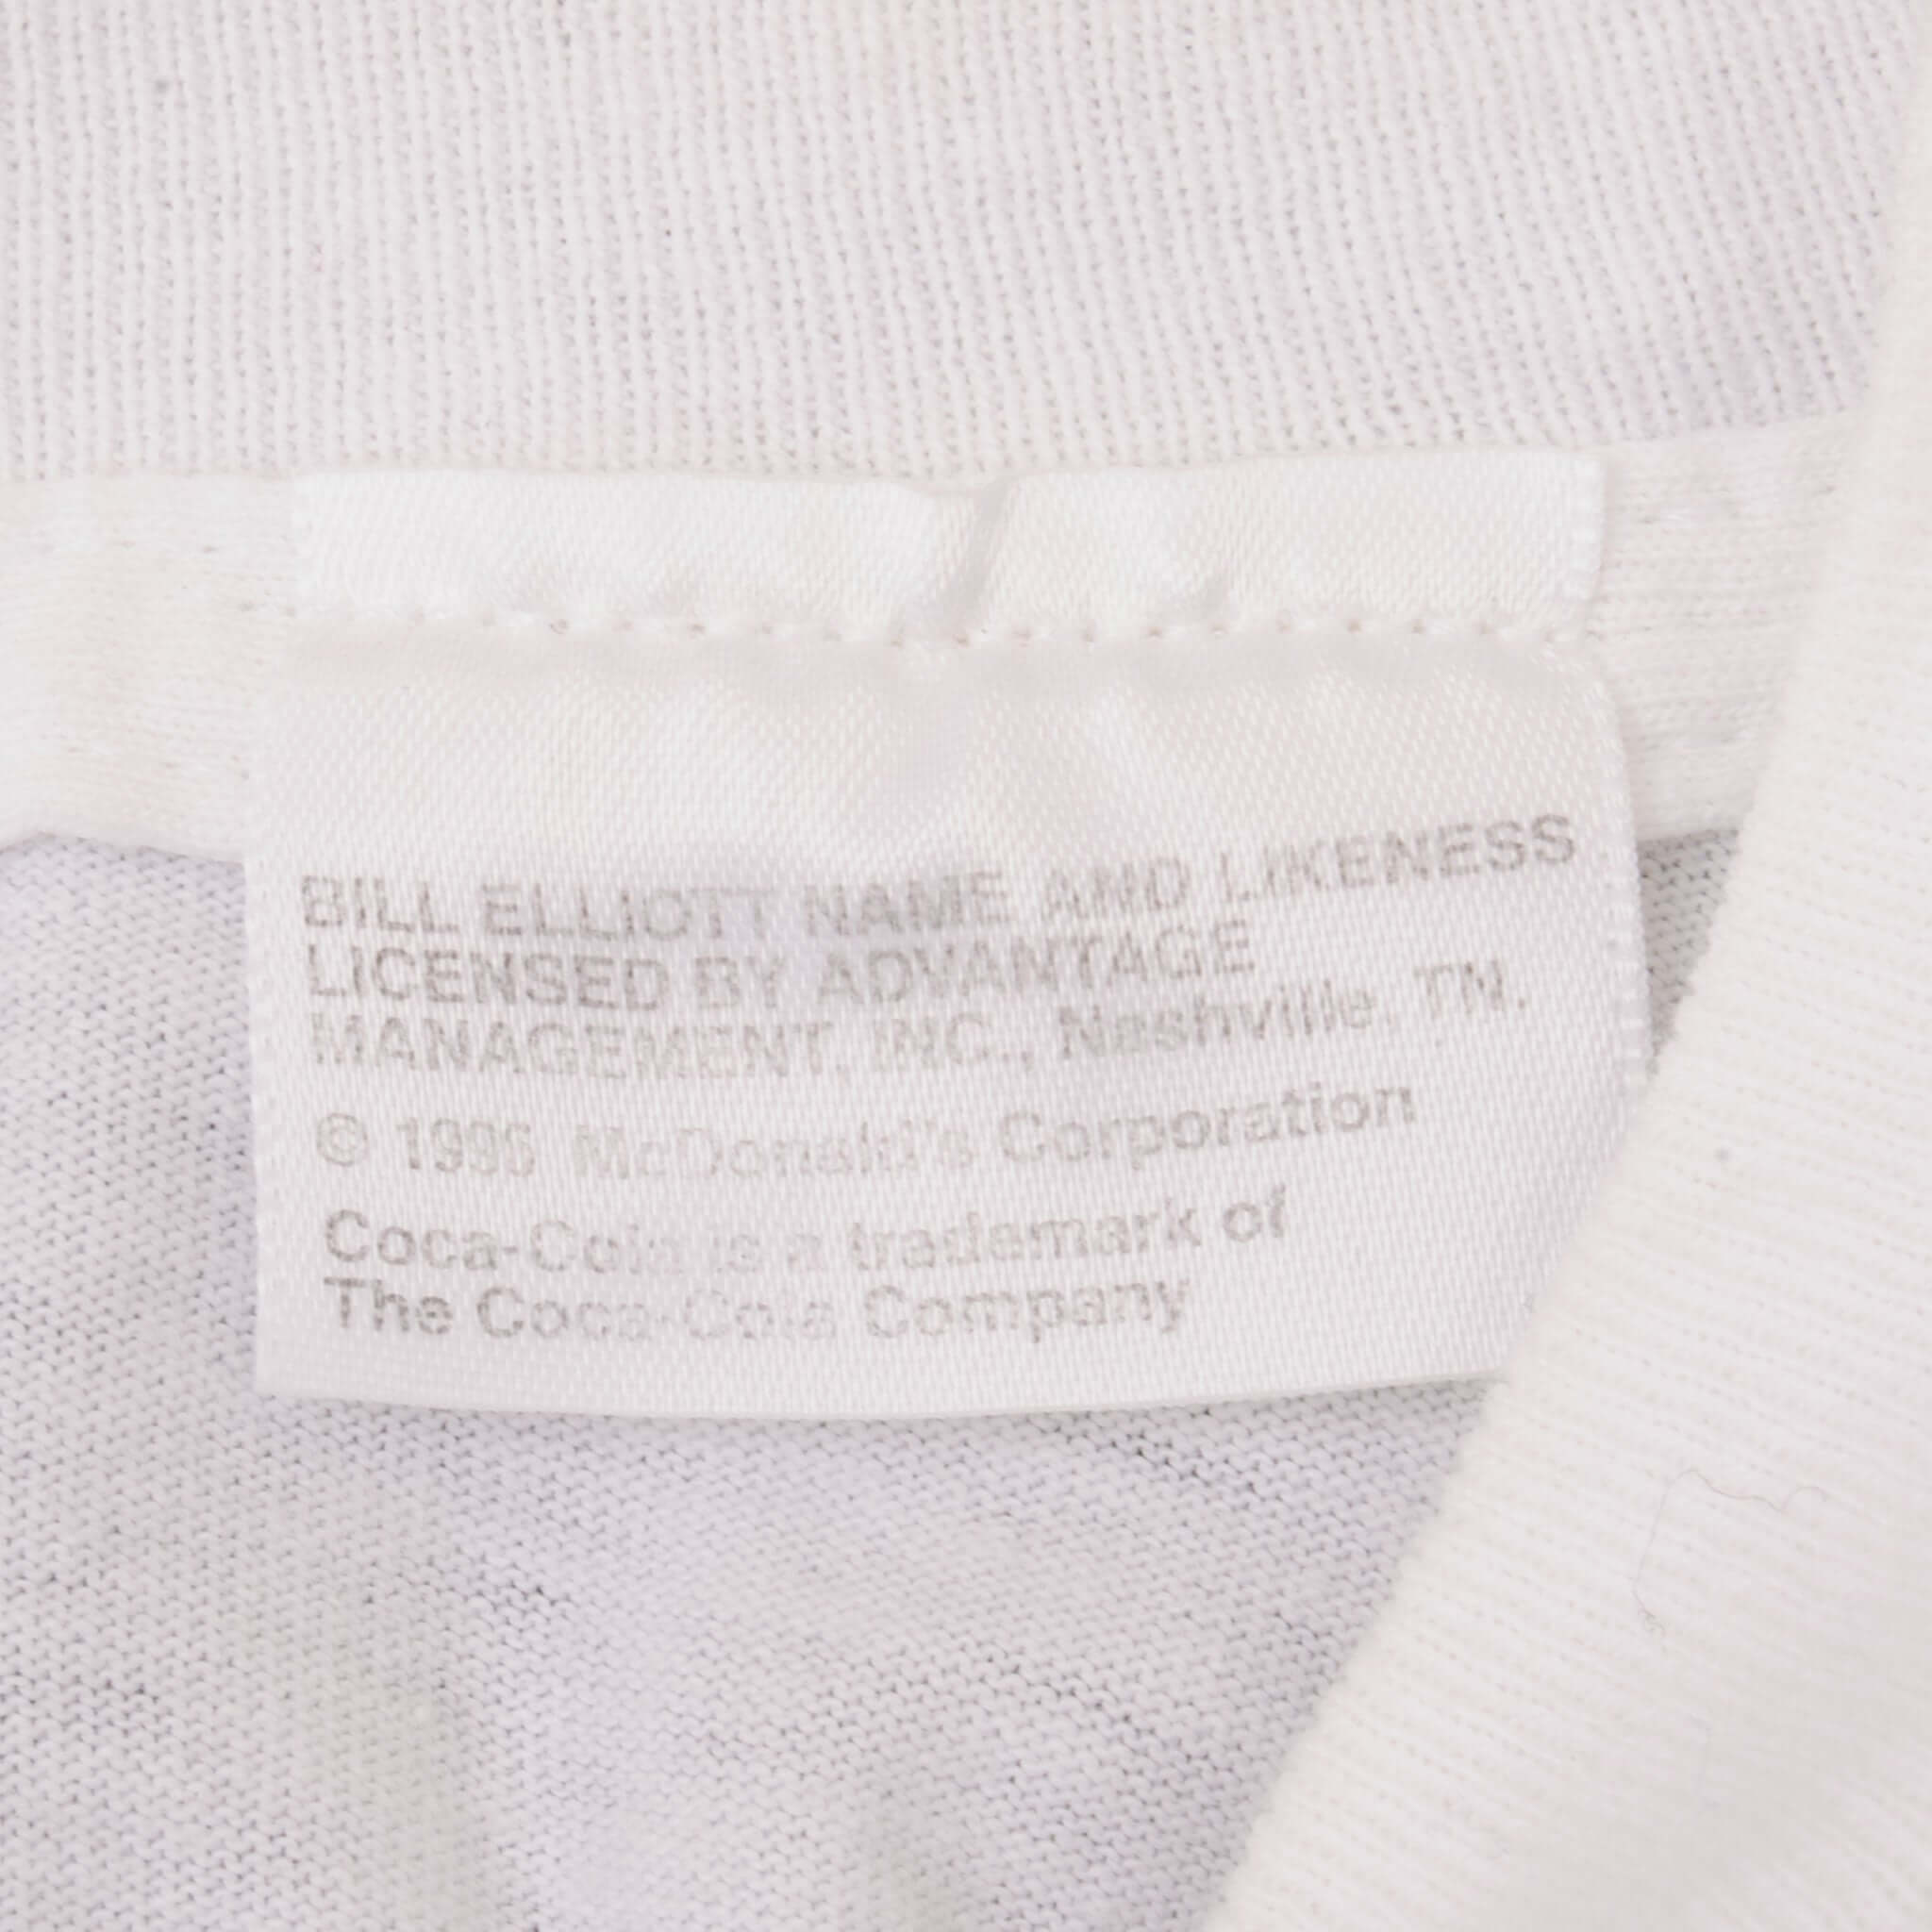 BILL ELLIOTT NAME AND LIKENESS
LICENSED BY ADVANTAGE
MANAGEMENT, INC., Nashville, TN.
© 1995 McDonald's Corporation
Coca-Cola is a trademark of
The Coca-Cola Company